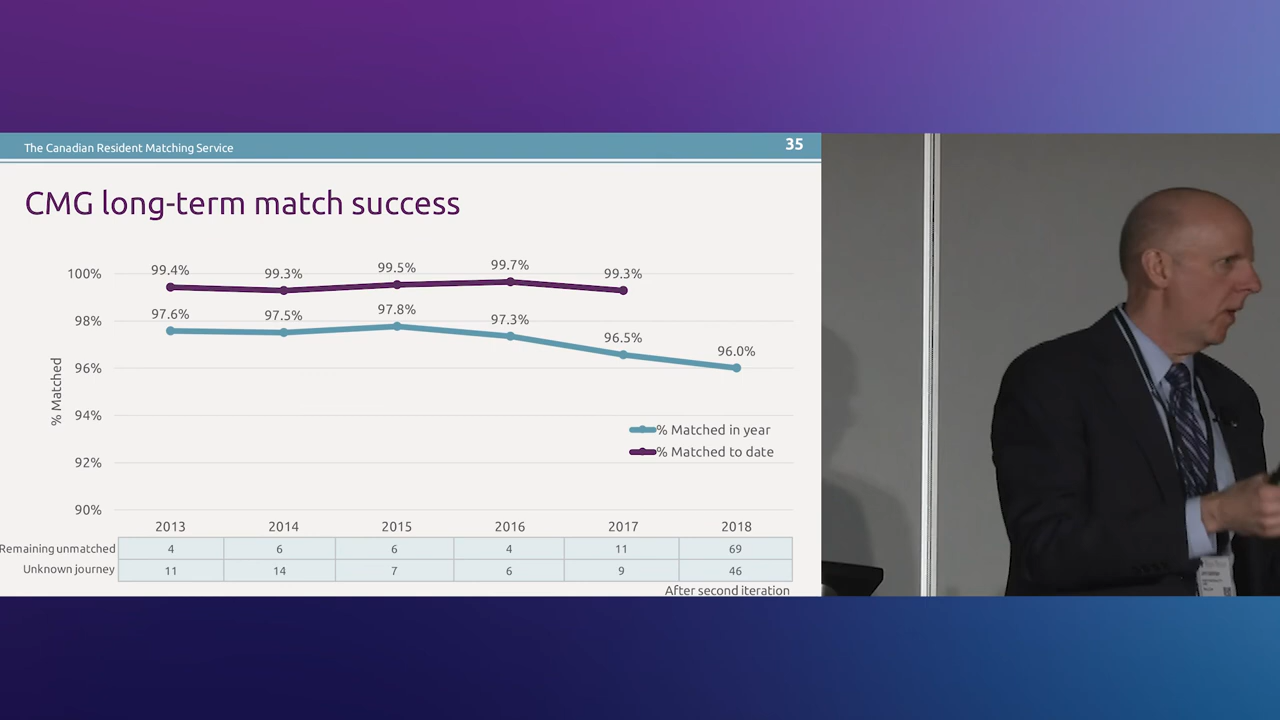 The Canadian Resident Matching Service
35
CMG long-term match success
100%
98%
96%
94%
92%
90%
% Matched
99.4%
99.3%
99.5%
99.7%
99.3%
97.6%
97.5%
97.8%
97.3%
96.5%
96.0%
% Matched in year
% Matched to date
2013 2014 2015 2016 2017 2018
Remaining unmatched 4 6 6 4 11 69
Unknown journey 11 14 7 6 9 46
After second iteration